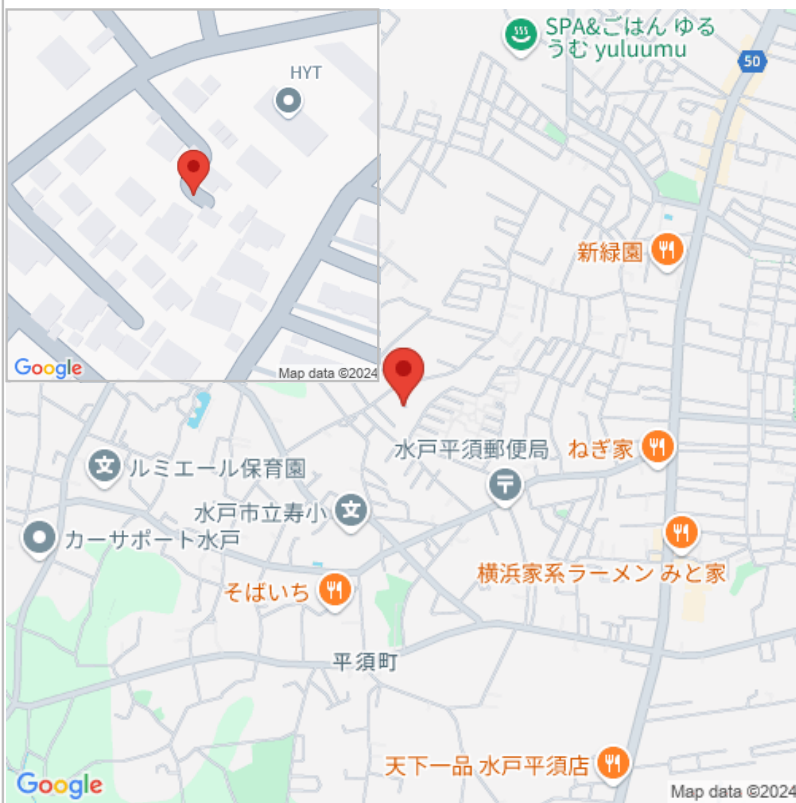 HYT
Google
Map data ©2024
SPA&ごはん ゆる
うむ yuluumu
50
新緑園
水戸平須郵便局
ねぎ家
ルミエール保育園
水戸市立寿小
カーサポート水戸
横浜家系ラーメン みと家
そばいち
平須町
天下一品 水戸平須店
Google
Map data ©2024